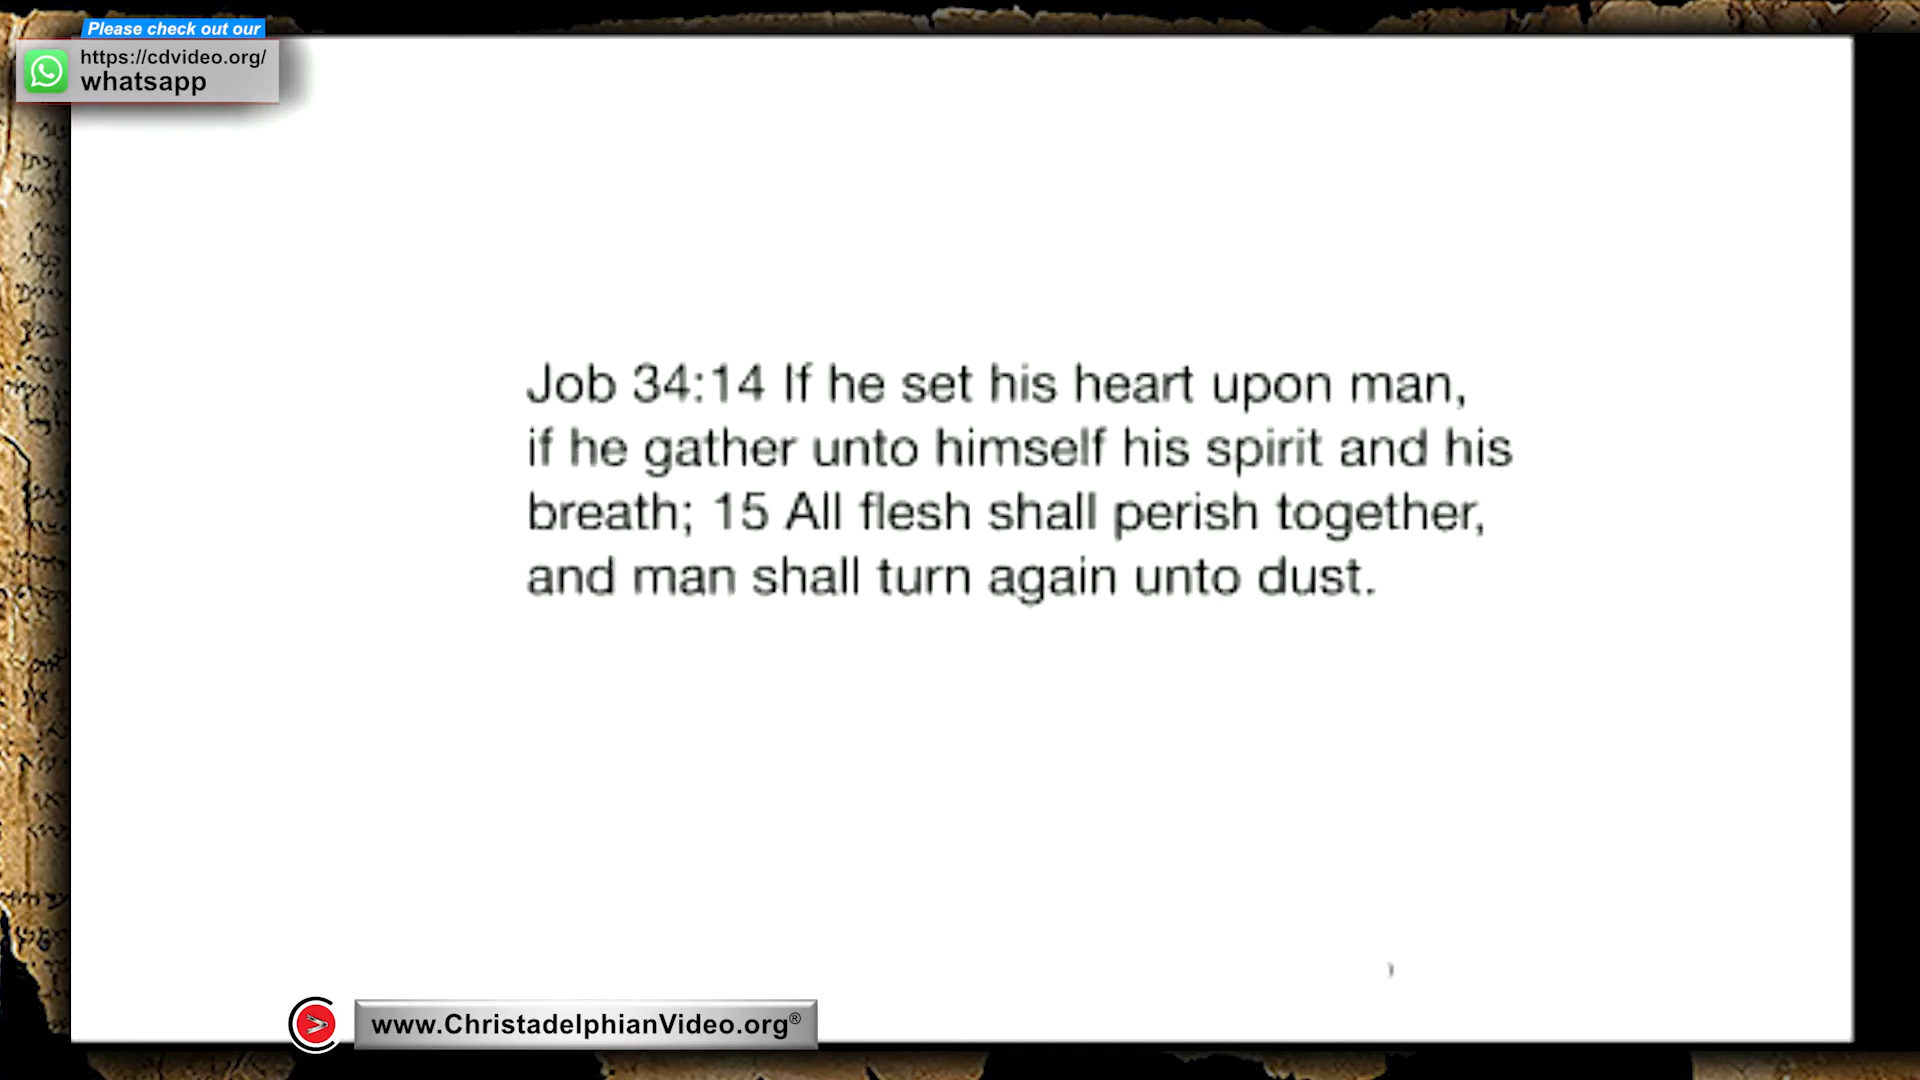 Please check out our
https://cdvideo.org/
whatsapp
Job 34:14 If he set his heart upon man,
if he gather unto himself his spirit and his
breath; 15 All flesh shall perish together,
and man shall turn again unto dust.
www.ChristadelphianVideo.org®